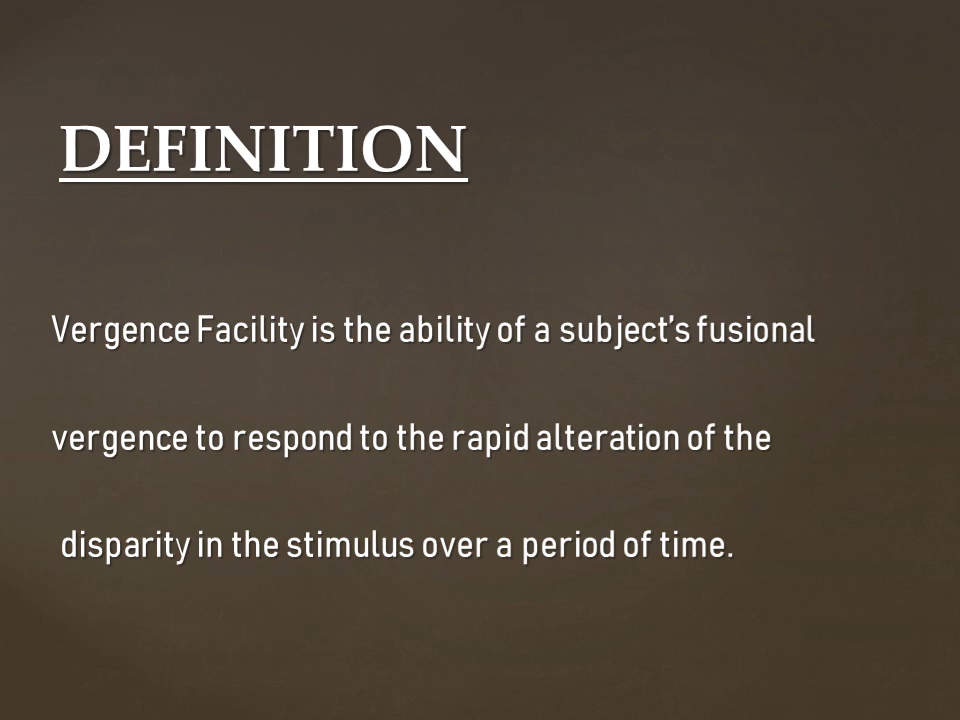 DEFINITION
Vergence Facility is the ability of a subject’s fusional
vergence to respond to the rapid alteration of the
disparity in the stimulus over a period of time.